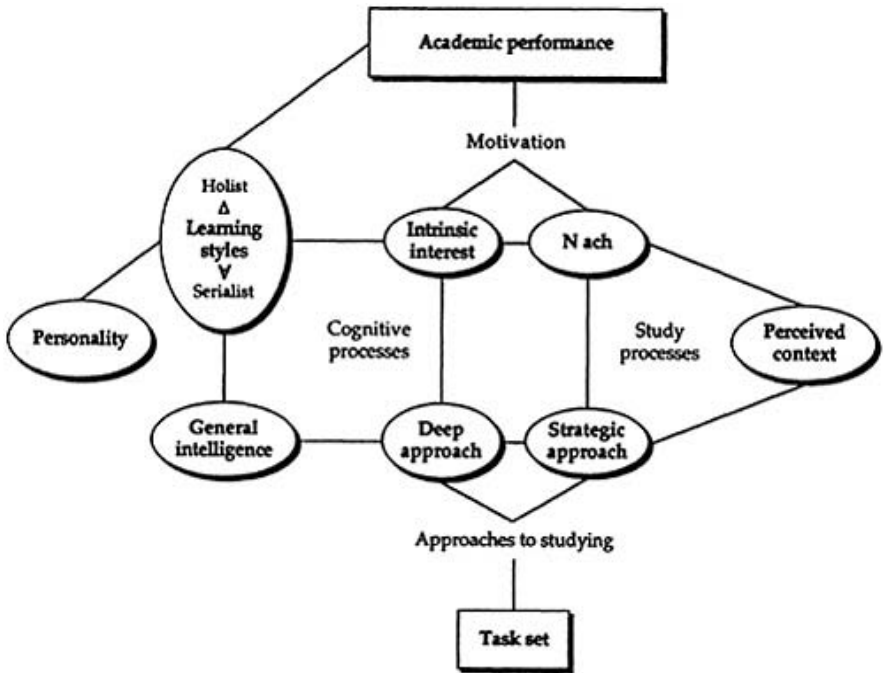 Academic performance
Motivation
Holist
Δ
Learning
styles
∀
Serialist
Intrinsic
interest
N ach
Personality
Cognitive
processes
Study
processes
Perceived
context
General
intelligence
Deep
approach
Strategic
approach
Approaches to studying
Task set